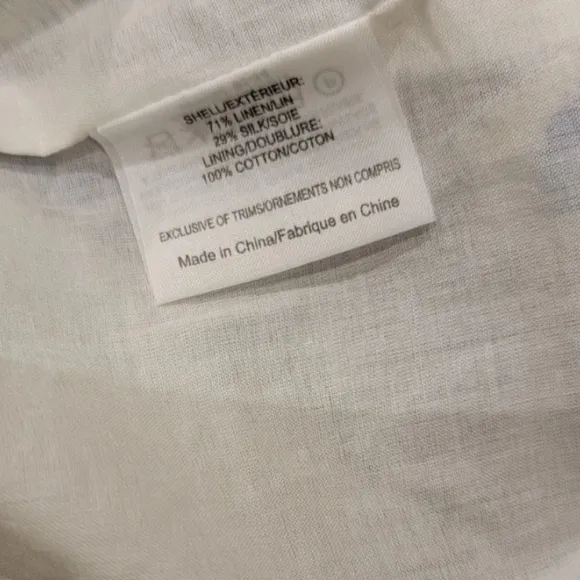 SHELL/EXTÉRIEUR:
71% LINEN/LIN
29% SILK/SOIE
LINING/DOUBLURE:
100% COTTON/COTON
EXCLUSIVE OF TRIMS/ORNEMENTS NON COMPRIS
Made in China/Fabrique en Chine